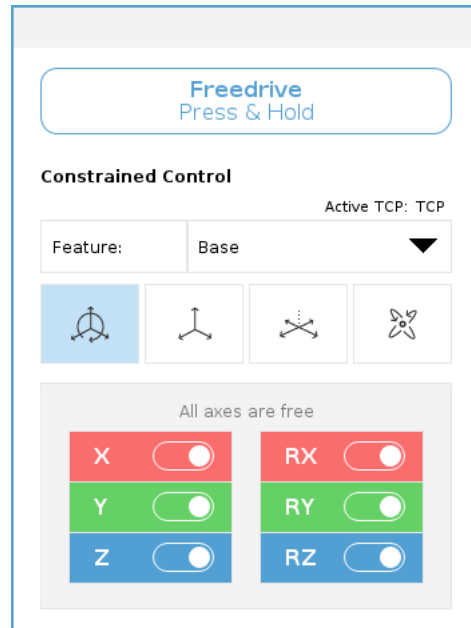 Freedrive
Press & Hold
Constrained Control
Active TCP: TCP
Feature: Base
All axes are free
X RX
Y RY
Z RZ